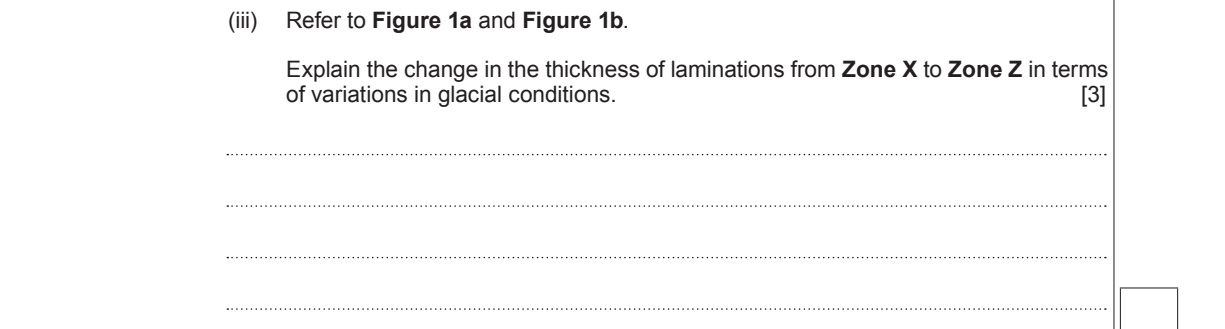 (iii) Refer to Figure 1a and Figure 1b.
Explain the change in the thickness of laminations from Zone X to Zone Z in terms
of variations in glacial conditions. [3]